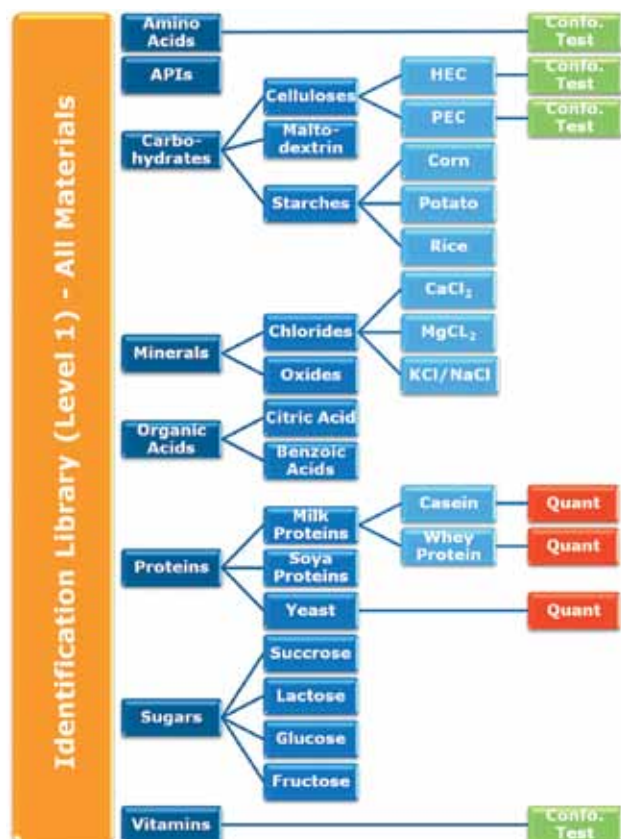 Identification Library (Level 1) - All Materials
Amino
Acids
Confo.
Test
APIs
Carbo-
hydrates
Celluloses
HEC
Confo.
Test
PEC
Confo.
Test
Malto-
dextrin
Starches
Corn
Potato
Rice
Minerals
Chlorides
CaCl₂
MgCL₂
KCl/NaCl
Oxides
Organic
Acids
Citric Acid
Benzoic
Acids
Proteins
Milk
Proteins
Casein
Quant
Whey
Protein
Quant
Soya
Proteins
Yeast
Quant
Sugars
Succrose
Lactose
Glucose
Fructose
Vitamins
Confo.
Test